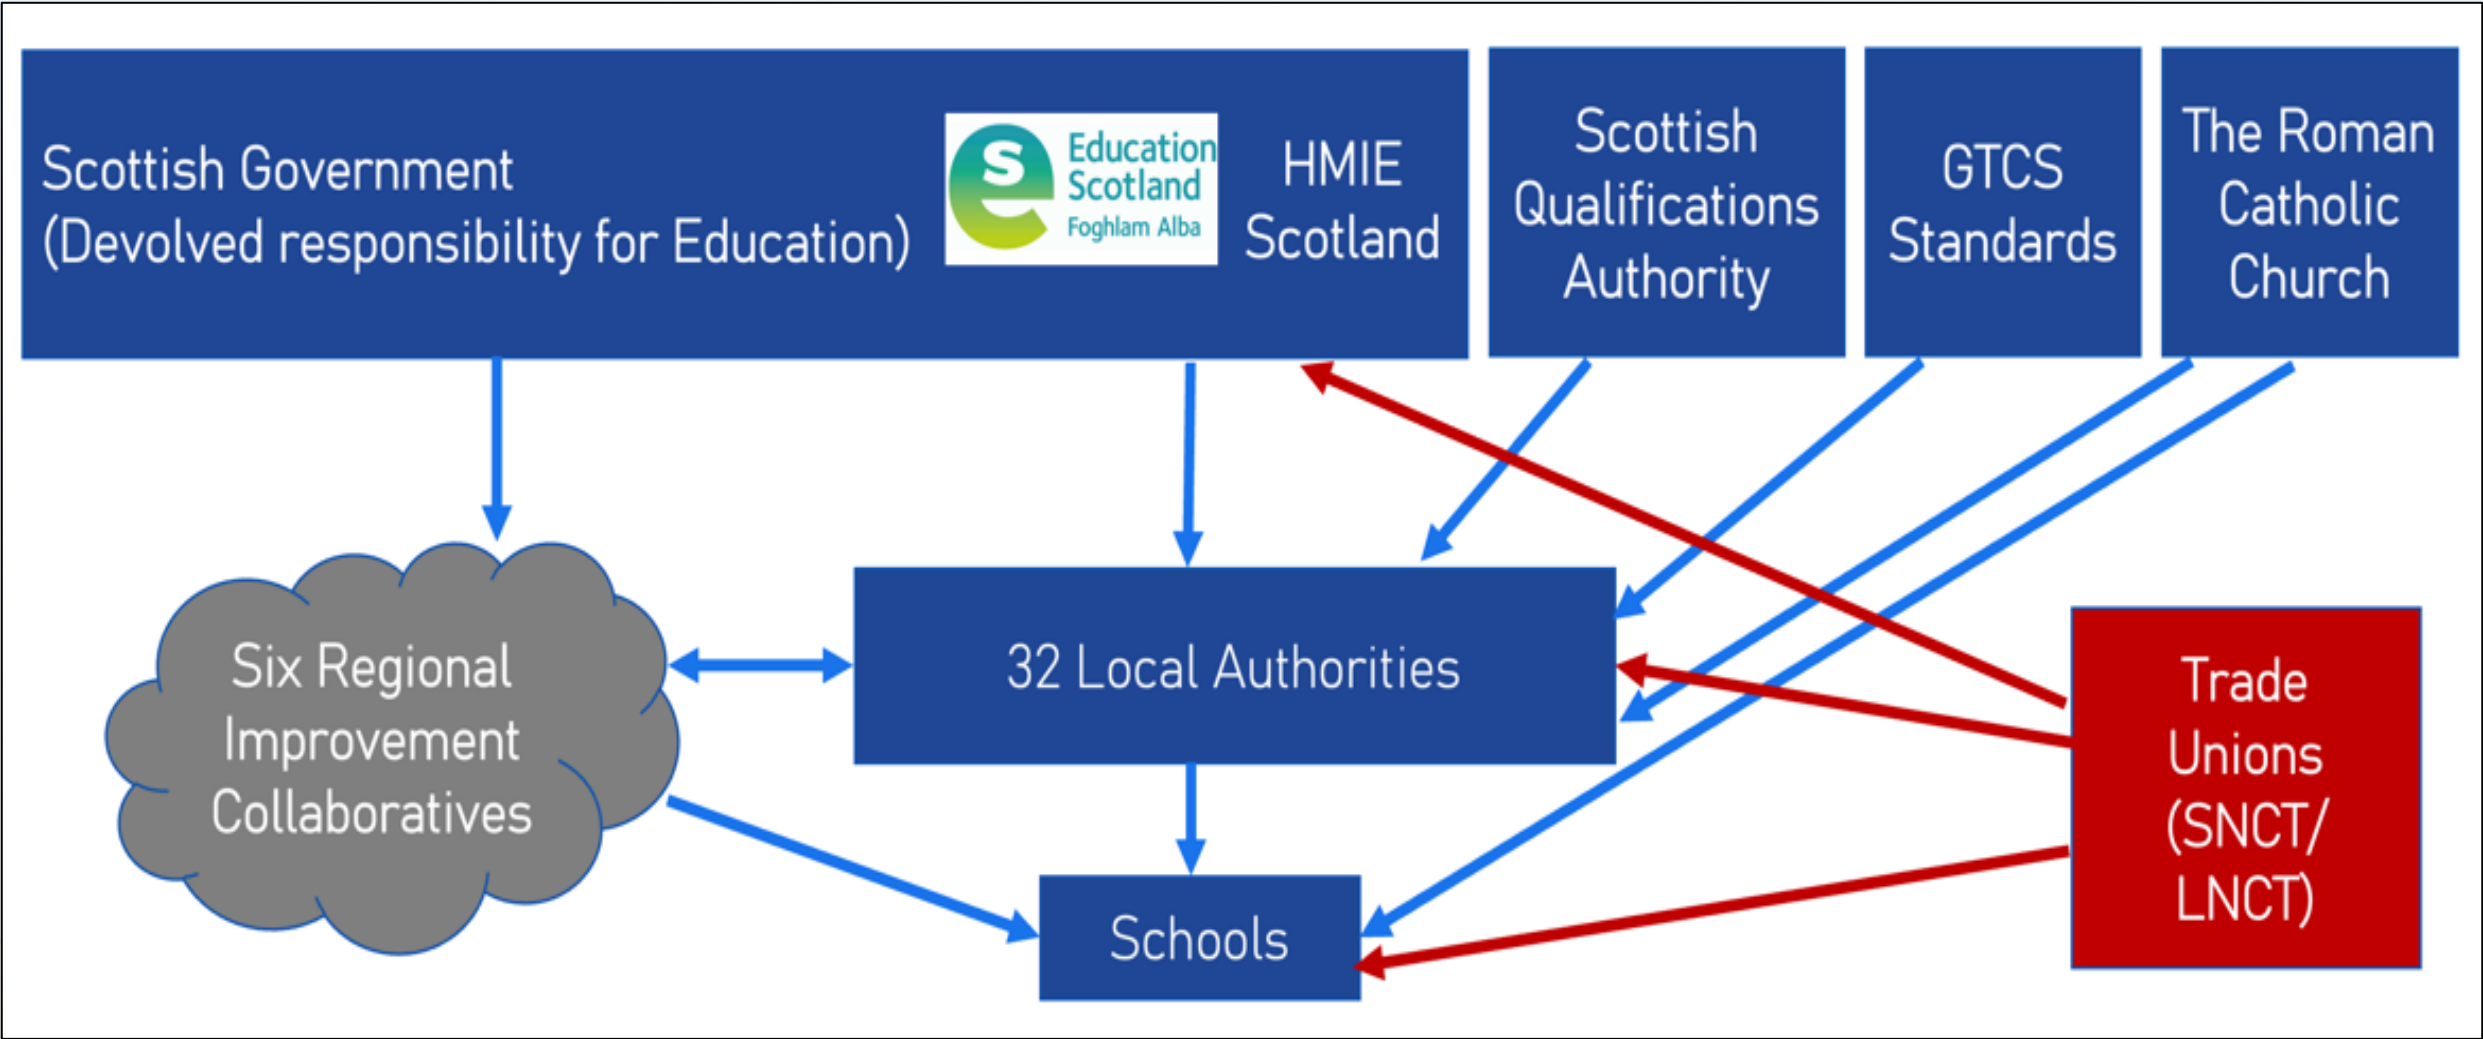 Scottish Government
(Devolved responsibility for Education)
s
Education
Scotland
Foghlam Alba
HMIE
Scotland
Scottish
Qualifications
Authority
GTCS
Standards
The Roman
Catholic
Church
Six Regional
Improvement
Collaboratives
32 Local Authorities
Trade
Unions
(SNCT/
LNCT)
Schools